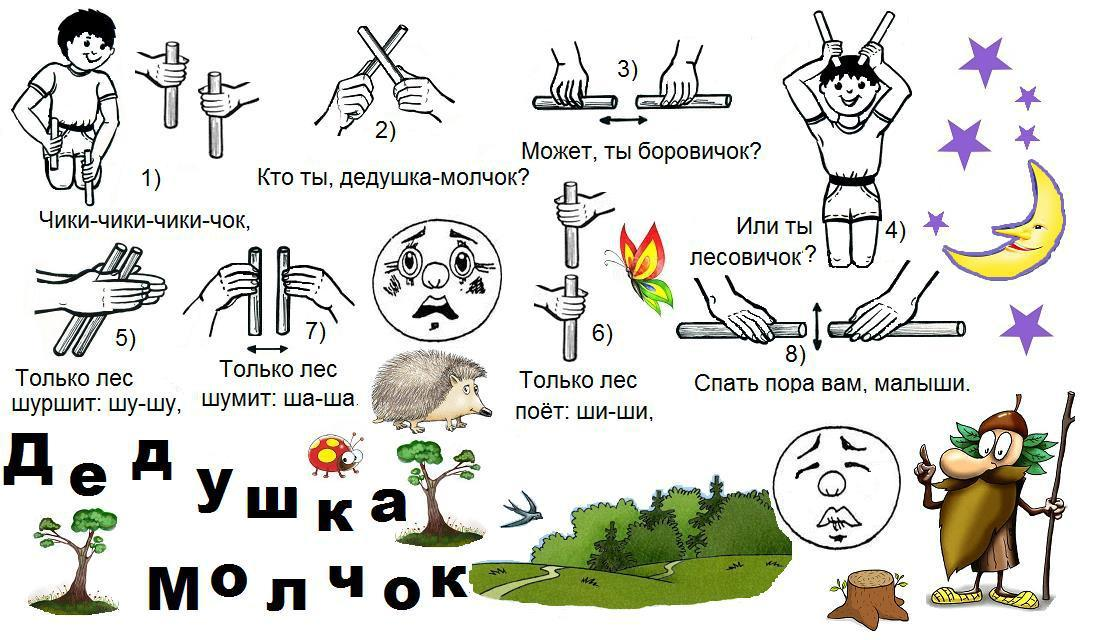 1)
Чики-чики-чики-чок,
2)
Кто ты, дедушка-молчок?
3)
Может, ты боровичок?
4)
Или ты
лесовичок?
5)
Только лес
шуршит: шу-шу,
7)
Только лес
шумит: ша-ша.
6)
Только лес
поёт: ши-ши,
8)
Спать пора вам, малыши.
Дедушка
Молчок